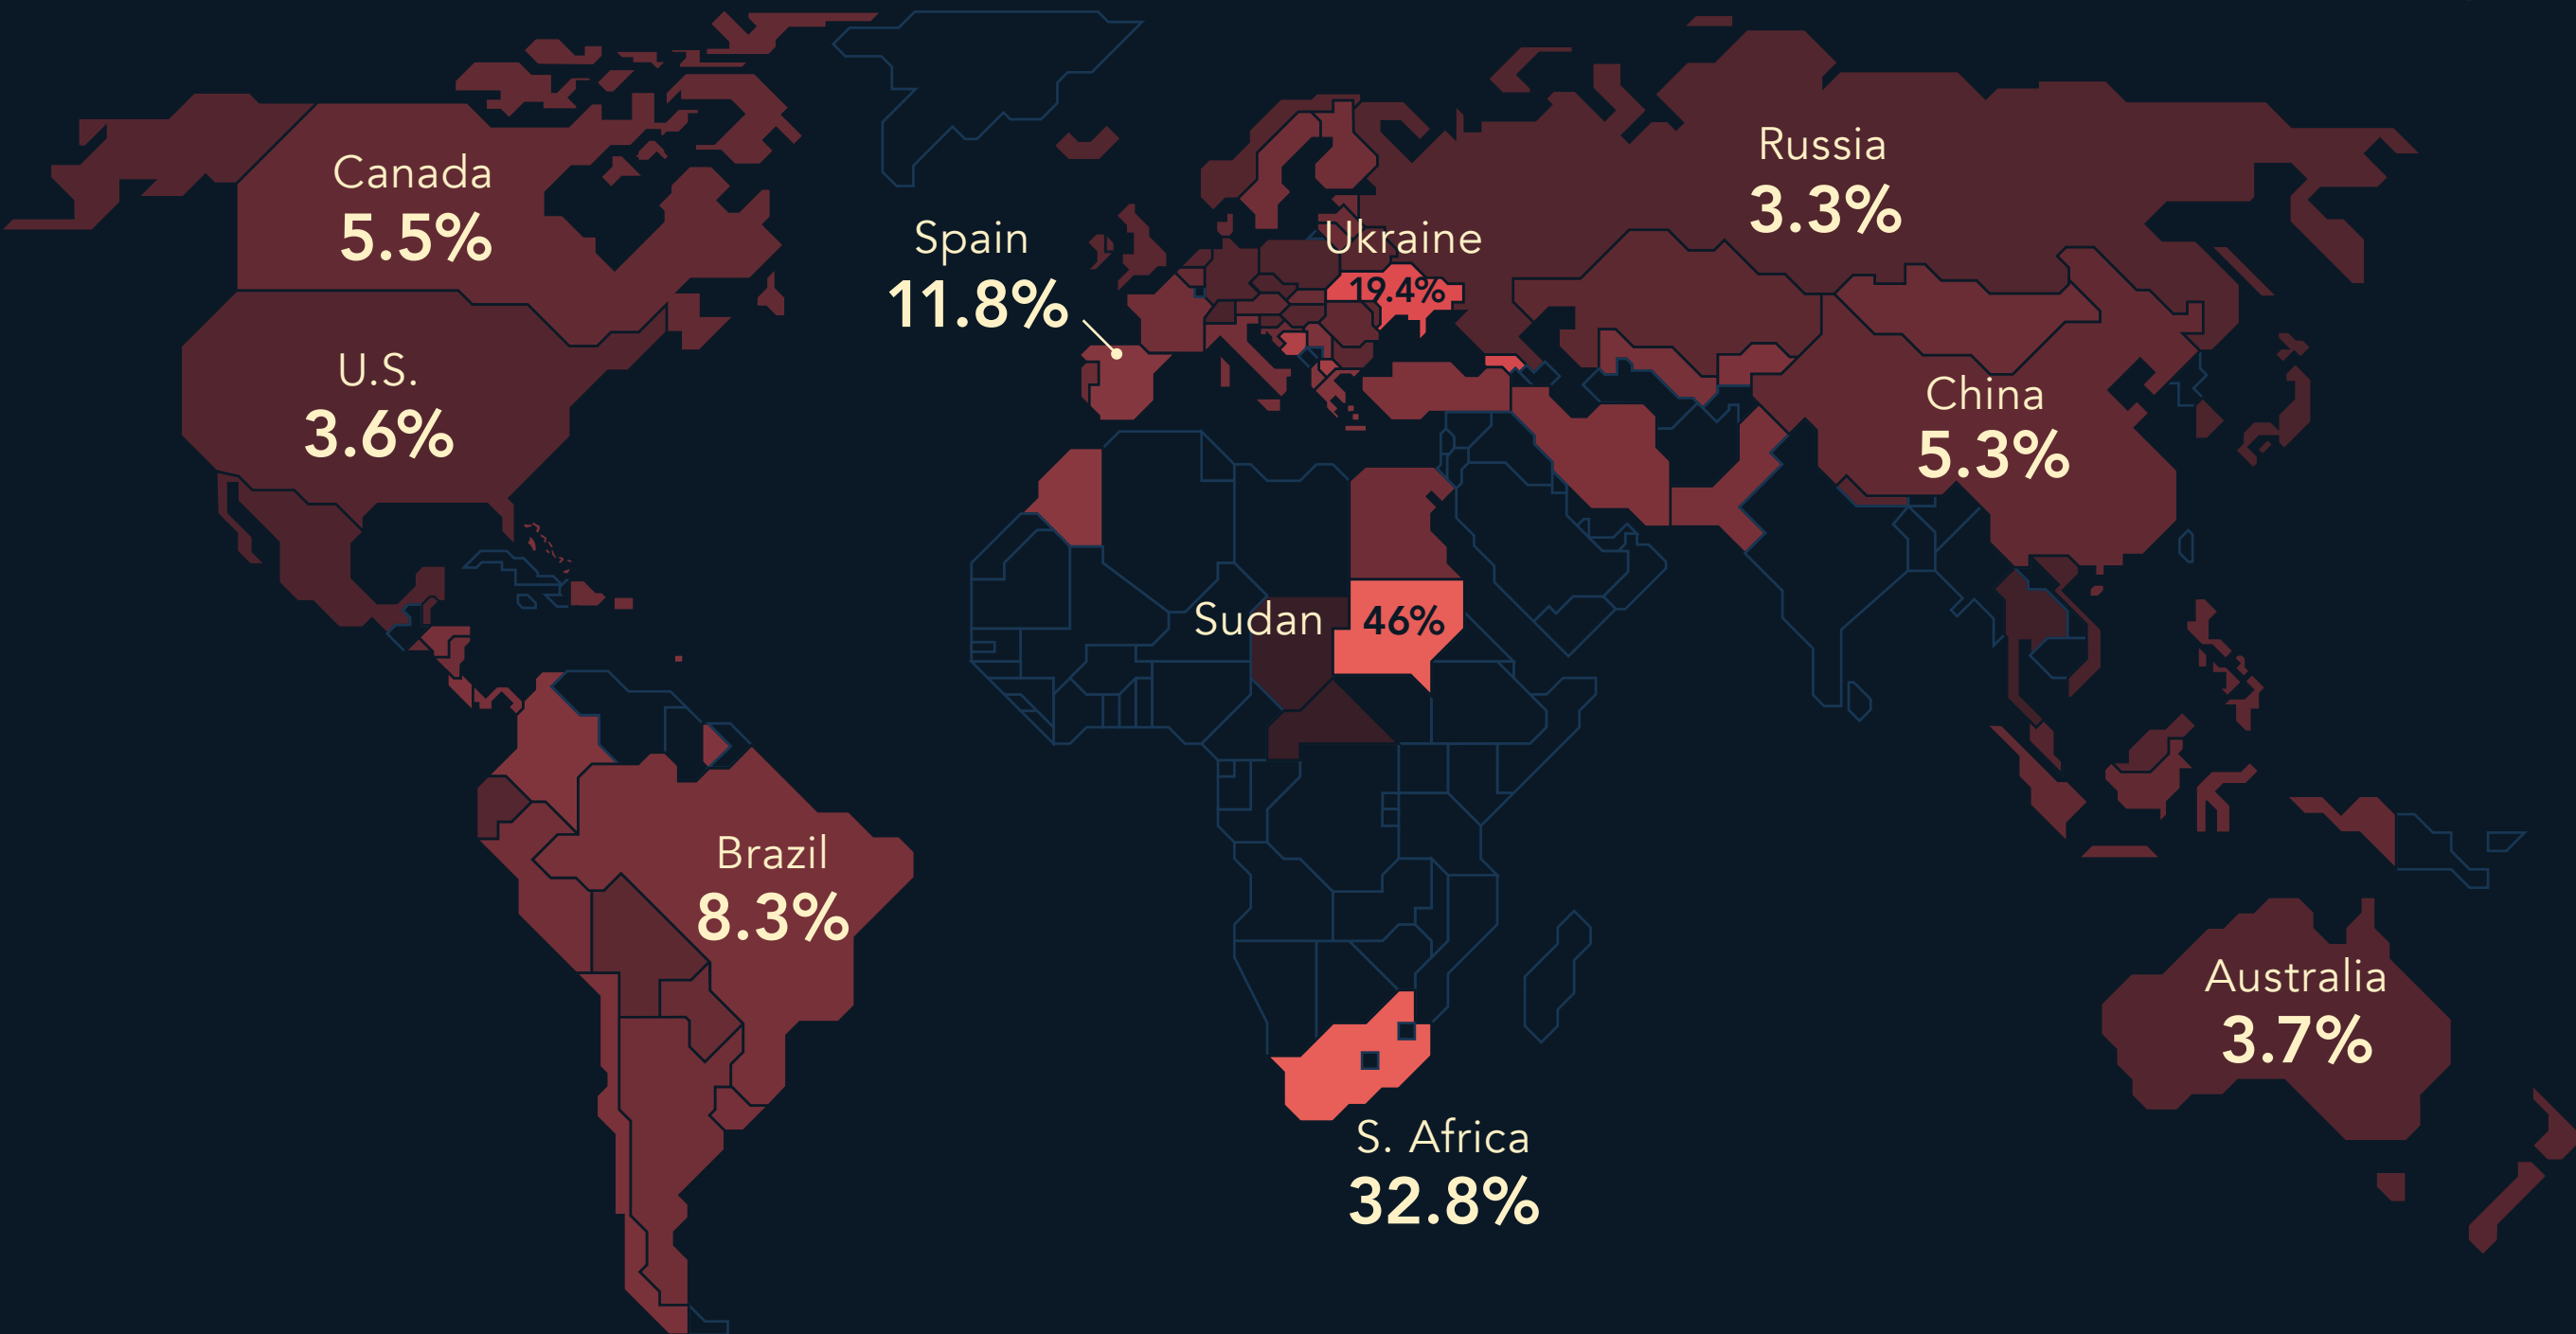 Canada
5.5%
U.S.
3.6%
Spain
11.8%
Ukraine
19.4%
Russia
3.3%
China
5.3%
Sudan
46%
Brazil
8.3%
S. Africa
32.8%
Australia
3.7%